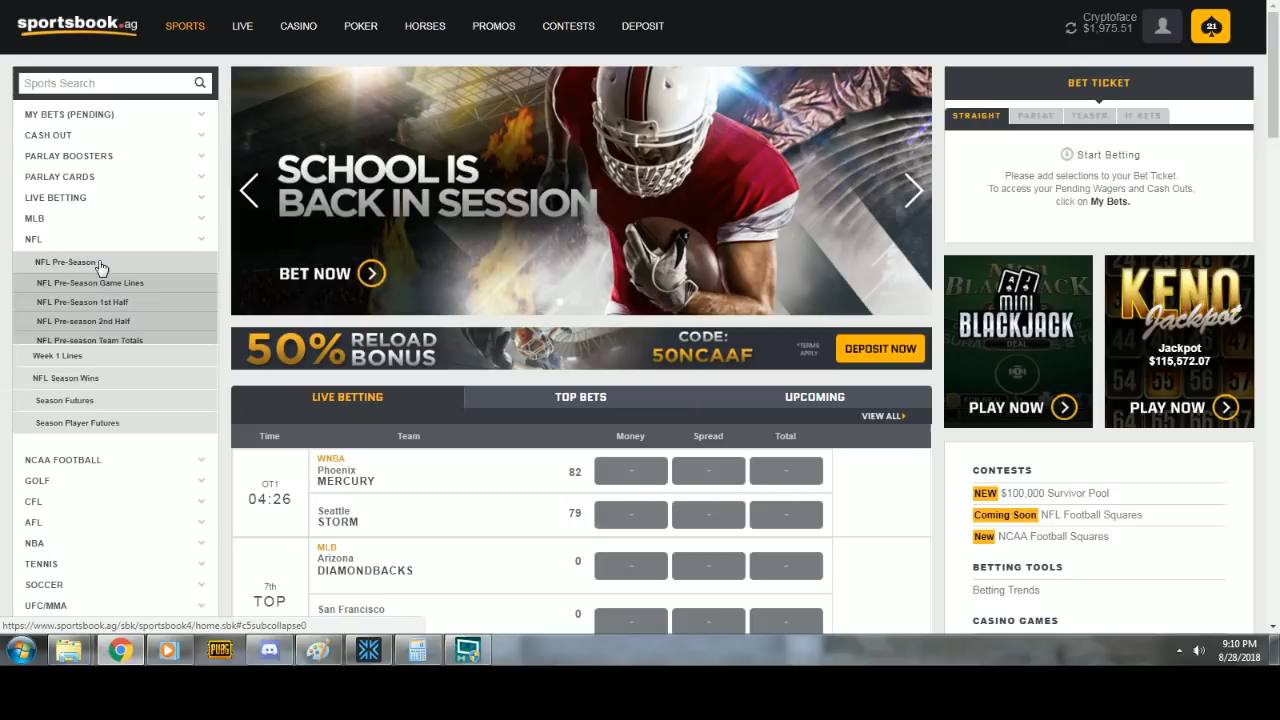 sportsbook.ag
SPORTS
LIVE
CASINO
POKER
HORSES
PROMOS
CONTESTS
DEPOSIT
Cryptoface
$1,975.51
21
Sports Search
MY BETS (PENDING)
CASH OUT
PARLAY BOOSTERS
PARLAY CARDS
LIVE BETTING
MLB
NFL
NFL Pre-Season
NFL Pre-Season Game Lines
NFL Pre-Season 1st Half
NFL Pre-season 2nd Half
NFL Pre-season Team Totals
Week 1 Lines
NFL Season Wins
Season Futures
Season Player Futures
NCAA FOOTBALL
GOLF
CFL
AFL
NBA
TENNIS
SOCCER
UFC/MMA
https://www.sportsbook.ag/sbk/sportsbook4/home.sbk#c5subcollapse0
SCHOOL IS
BACK IN SESSION
BET NOW
50% RELOAD BONUS
CODE:
50NCAAF
*TERMS APPLY
DEPOSIT NOW
LIVE BETTING
TOP BETS
UPCOMING
VIEW ALL
Time Team Money Spread Total
OT1
04:26
WNBA
Phoenix
MERCURY
82
- - -
Seattle
STORM
79
- - -
7th
TOP
MLB
Arizona
DIAMONDBACKS
0
- - -
San Francisco
0
- - -
BET TICKET
STRAIGHT
PARLAY
TEASER
IF BETS
Start Betting
Please add selections to your Bet Ticket.
To access your Pending Wagers and Cash Outs,
click on My Bets.
MINI
BLACKJACK
DEAL
PLAY NOW
KENO
Jackpot
Jackpot
$115,572.07
PLAY NOW
CONTESTS
NEW $100,000 Survivor Pool
Coming Soon NFL Football Squares
New NCAA Football Squares
BETTING TOOLS
Betting Trends
CASINO GAMES
PUBG
9:10 PM
8/28/2018